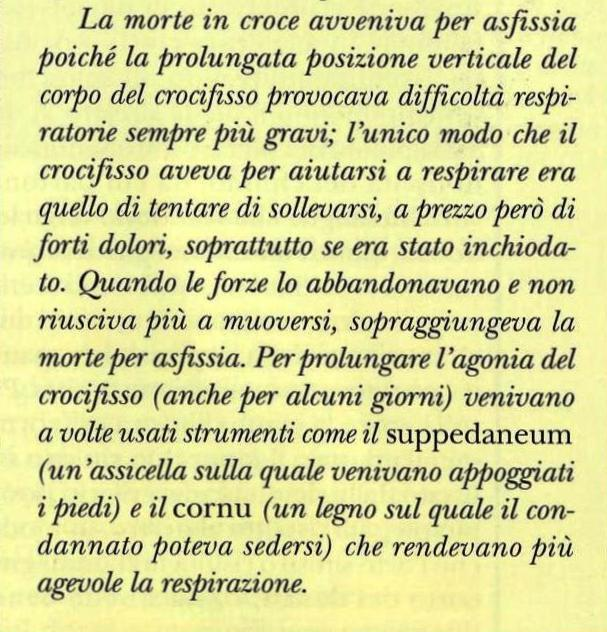 La morte in croce avveniva per asfissia
poiché la prolungata posizione verticale del
corpo del crocifisso provocava difficoltà respi-
ratorie sempre più gravi; l'unico modo che il
crocifisso aveva per aiutarsi a respirare era
quello di tentare di sollevarsi, a prezzo però di
forti dolori, soprattutto se era stato inchioda-
to. Quando le forze lo abbandonavano e non
riusciva più a muoversi, sopraggiungeva la
morte per asfissia. Per prolungare l'agonia del
crocifisso (anche per alcuni giorni) venivano
a volte usati strumenti come il suppedaneum
(un'assicella sulla quale venivano appoggiati
i piedi) e il cornu (un legno sul quale il con-
dannato poteva sedersi) che rendevano più
agevole la respirazione.